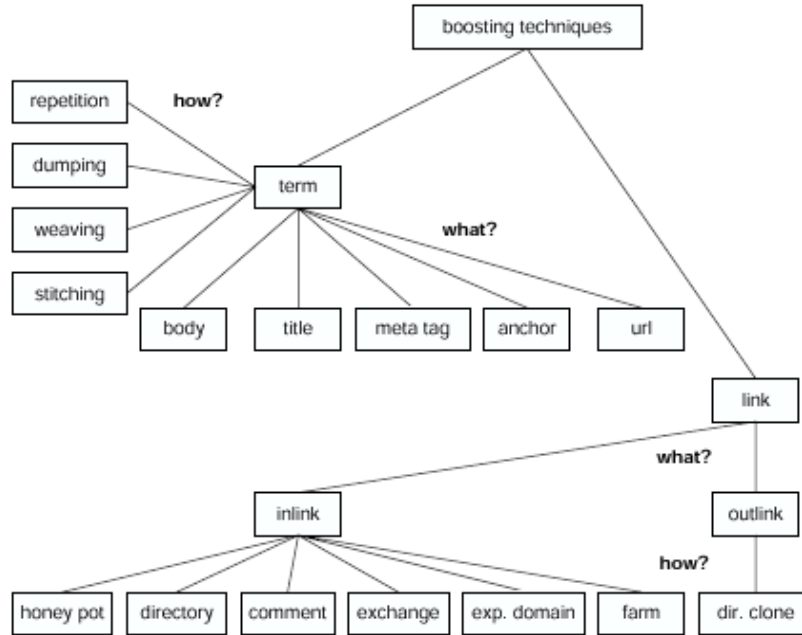 boosting techniques
repetition
how?
dumping
term
weaving
what?
stitching
body
title
meta tag
anchor
url
link
what?
inlink
outlink
how?
honey pot
directory
comment
exchange
exp. domain
farm
dir. clone